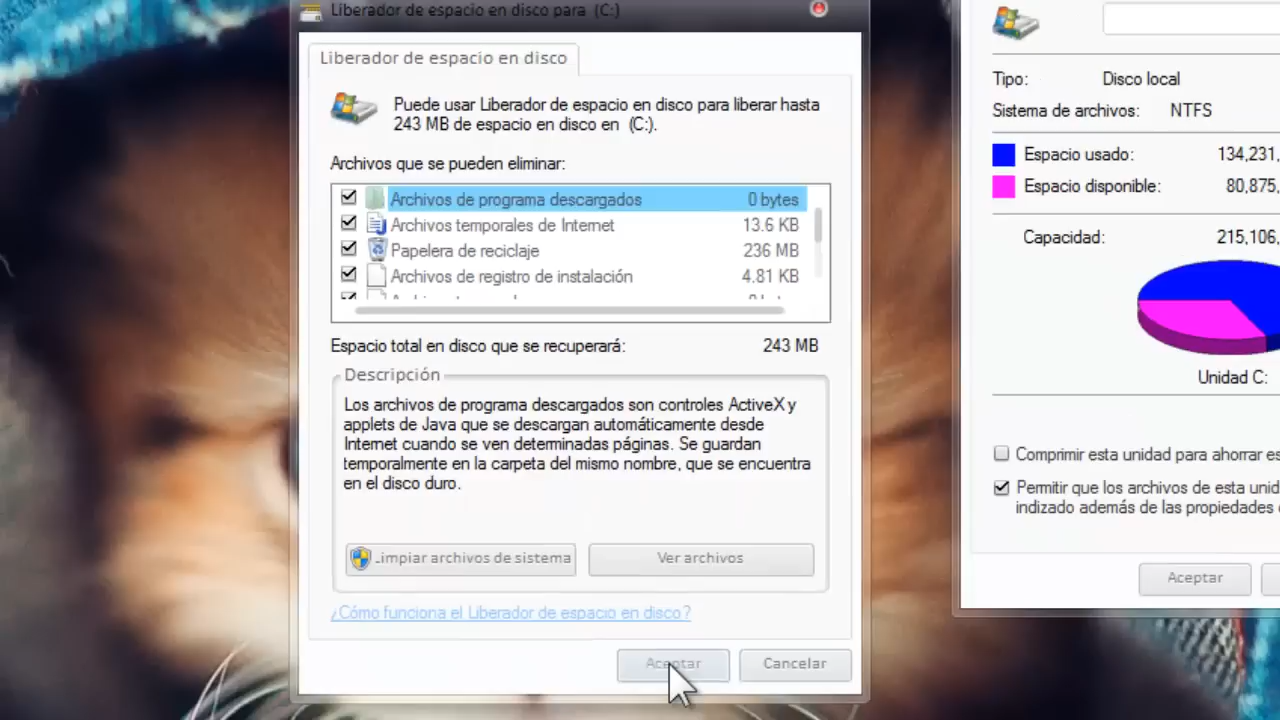 Liberador de espacio en disco para (C:)
Liberador de espacio en disco
Puede usar Liberador de espacio en disco para liberar hasta
243 MB de espacio en disco en (C:).
Archivos que se pueden eliminar:
Archivos de programa descargados 0 bytes
Archivos temporales de Internet 13.6 KB
Papelera de reciclaje 236 MB
Archivos de registro de instalación 4.81 KB
Espacio total en disco que se recuperará: 243 MB
Descripción
Los archivos de programa descargados son controles ActiveX y
applets de Java que se descargan automáticamente desde
Internet cuando se ven determinadas páginas. Se guardan
temporalmente en la carpeta del mismo nombre, que se encuentra
en el disco duro.
Limpiar archivos de sistema Ver archivos
¿Cómo funciona el Liberador de espacio en disco?
Aceptar Cancelar
Tipo: Disco local
Sistema de archivos: NTFS
Espacio usado: 134,231,
Espacio disponible: 80,875,
Capacidad: 215,106,
Unidad C:
Comprimir esta unidad para ahorrar es
Permitir que los archivos de esta unid
indizado además de las propiedades
Aceptar